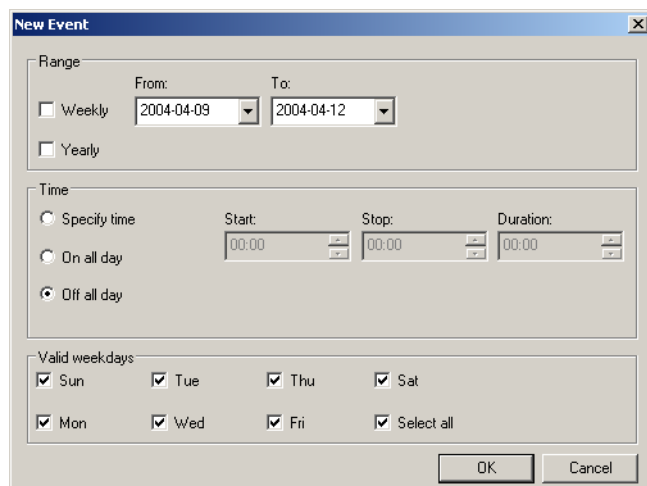 New Event
Range
From: To:
Weekly 2004-04-09 2004-04-12
Yearly
Time
Specify time Start: Stop: Duration:
00:00 00:00 00:00
On all day
Off all day
Valid weekdays
Sun Tue Thu Sat
Mon Wed Fri Select all
OK Cancel